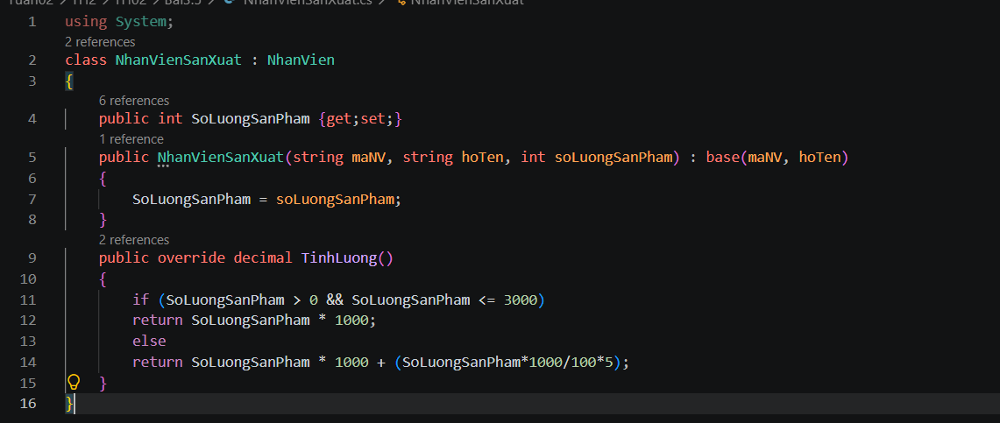 Tuan02 > TH2 > TH02 > Bai3.5 > NhanVienSanXuat.cs > NhanVienSanXuat
1 using System;
2 references
2 class NhanVienSanXuat : NhanVien
3 {
6 references
4 public int SoLuongSanPham {get;set;}
1 reference
5 public NhanVienSanXuat(string maNV, string hoTen, int soLuongSanPham) : base(maNV, hoTen)
6 {
7 SoLuongSanPham = soLuongSanPham;
8 }
2 references
9 public override decimal TinhLuong()
10 {
11 if (SoLuongSanPham > 0 && SoLuongSanPham <= 3000)
12 return SoLuongSanPham * 1000;
13 else
14 return SoLuongSanPham * 1000 + (SoLuongSanPham*1000/100*5);
15 }
16 }